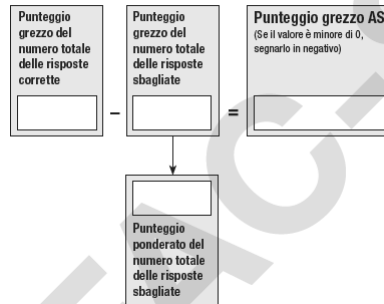 Punteggio
grezzo del
numero totale
delle risposte
corrette
–
Punteggio
grezzo del
numero totale
delle risposte
sbagliate
=
Punteggio grezzo AS
(Se il valore è minore di 0,
segnarlo in negativo)
Punteggio
ponderato del
numero totale
delle risposte
sbagliate